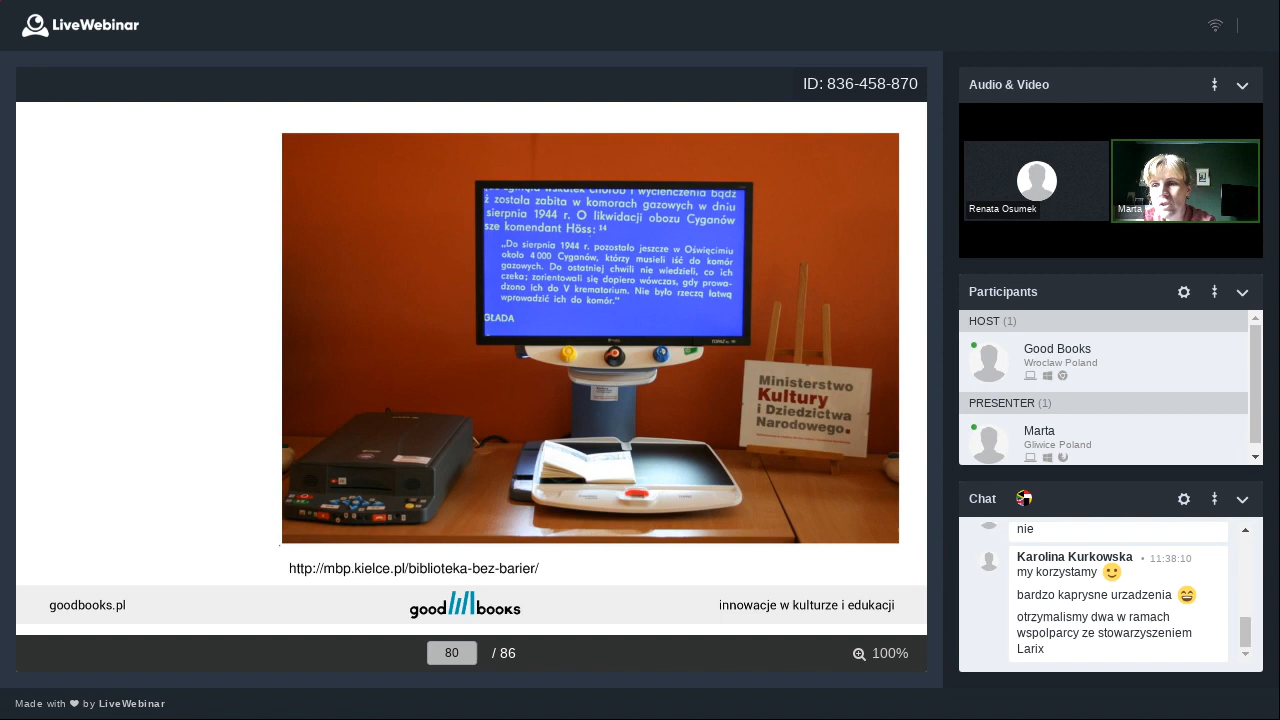 LiveWebinar
ID: 836-458-870
ź została zabita w komorach gazowych w dniu
sierpnia 1944 r. O likwidacji obozu Cyganów
sze komendant Höss: 14
„Do sierpnia 1944 r. pozostało jeszcze w Oświęcimiu
około 4 000 Cyganów, którzy musieli iść do komór
gazowych. Do ostatniej chwili nie wiedzieli, co ich
czeka; zorientowali się dopiero wówczas, gdy prowa-
dzono ich do V krematorium. Nie było rzeczą łatwą
wprowadzić ich do komór."
GŁADA
Ministerstwo
Kultury
i Dziedzictwa
Narodowego.
http://mbp.kielce.pl/biblioteka-bez-barier/
goodbooks.pl
good books
innowacje w kulturze i edukacji
80 / 86
100%
Audio & Video
Renata Osumek
Marta
Participants
HOST (1)
Good Books
Wroclaw Poland
PRESENTER (1)
Marta
Gliwice Poland
Chat
nie
Karolina Kurkowska • 11:38:10
my korzystamy
bardzo kaprysne urzadzenia
otrzymalismy dwa w ramach
wspolparcy ze stowarzyszeniem
Larix
Made with ❤ by LiveWebinar